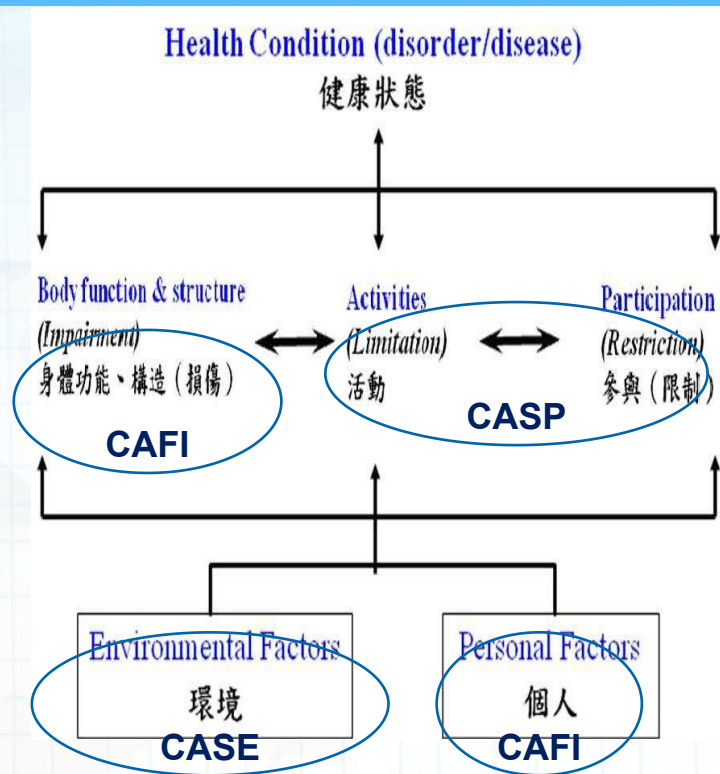 Health Condition (disorder/disease)
健康狀態
Body function & structure
(Impairment)
身體功能、構造(損傷)
CAFI
Activities
(Limitation)
活動
Participation
(Restriction)
參與(限制)
CASP
Environmental Factors
環境
CASE
Personal Factors
個人
CAFI